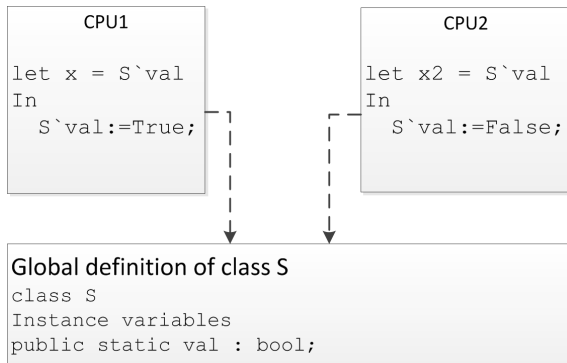 CPU1
let x = S`val
In
S`val:=True;
CPU2
let x2 = S`val
In
S`val:=False;
Global definition of class S
class S
Instance variables
public static val : bool;